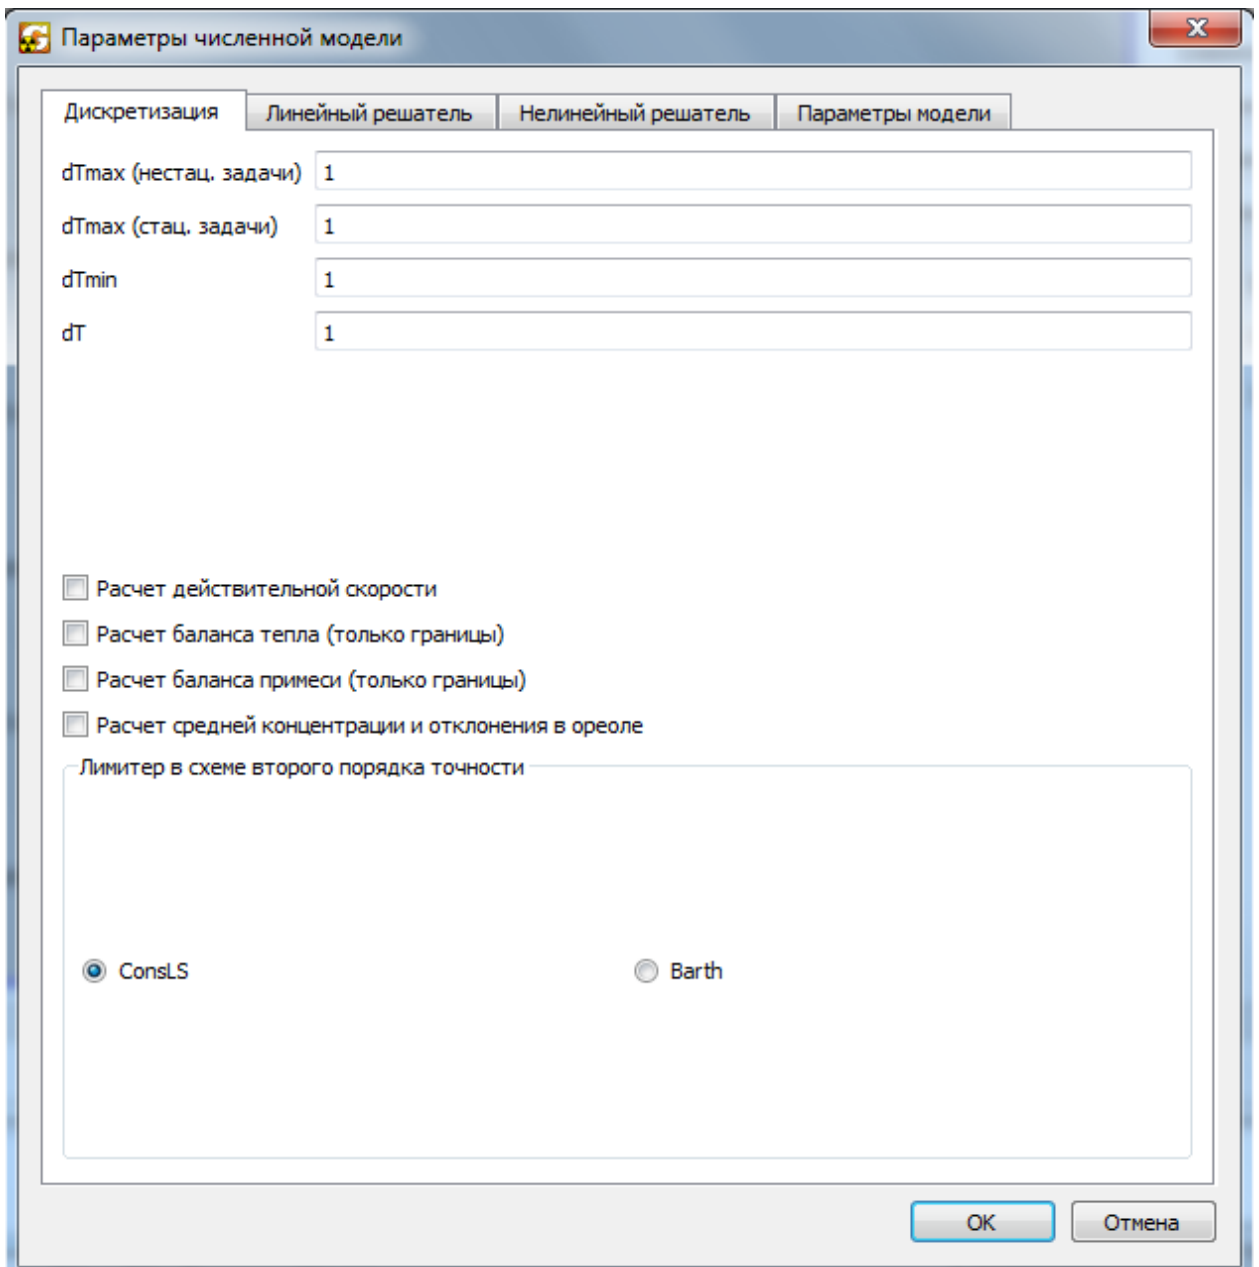 Параметры численной модели
Дискретизация Линейный решатель Нелинейный решатель Параметры модели
dTmax (нестац. задачи) 1
dTmax (стац. задачи) 1
dTmin 1
dT 1
Расчет действительной скорости
Расчет баланса тепла (только границы)
Расчет баланса примеси (только границы)
Расчет средней концентрации и отклонения в ореоле
Лимитер в схеме второго порядка точности
ConsLS Barth
OK Отмена